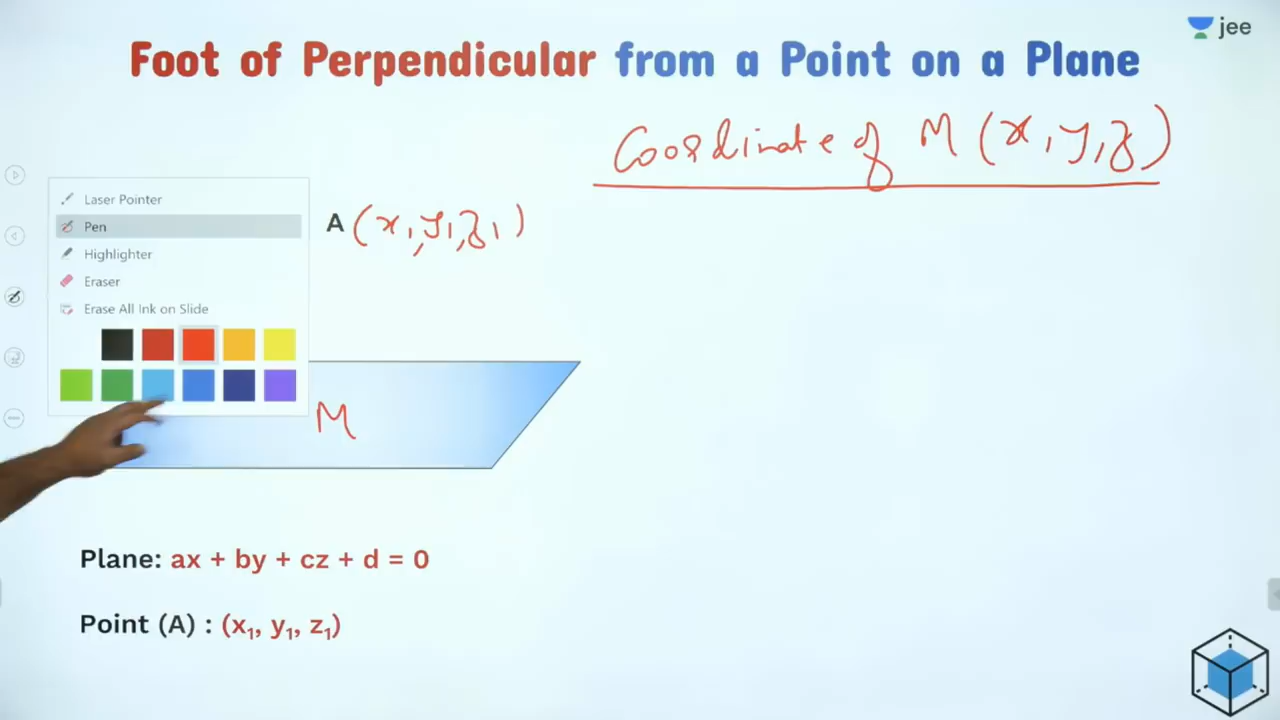 jee
Foot of Perpendicular from a Point on a Plane
Coordinate of M (x, y, z)
Laser Pointer
Pen
Highlighter
Eraser
Erase All Ink on Slide
A (x₁, y₁, z₁)
M
Plane: ax + by + cz + d = 0
Point (A) : (x₁, y₁, z₁)